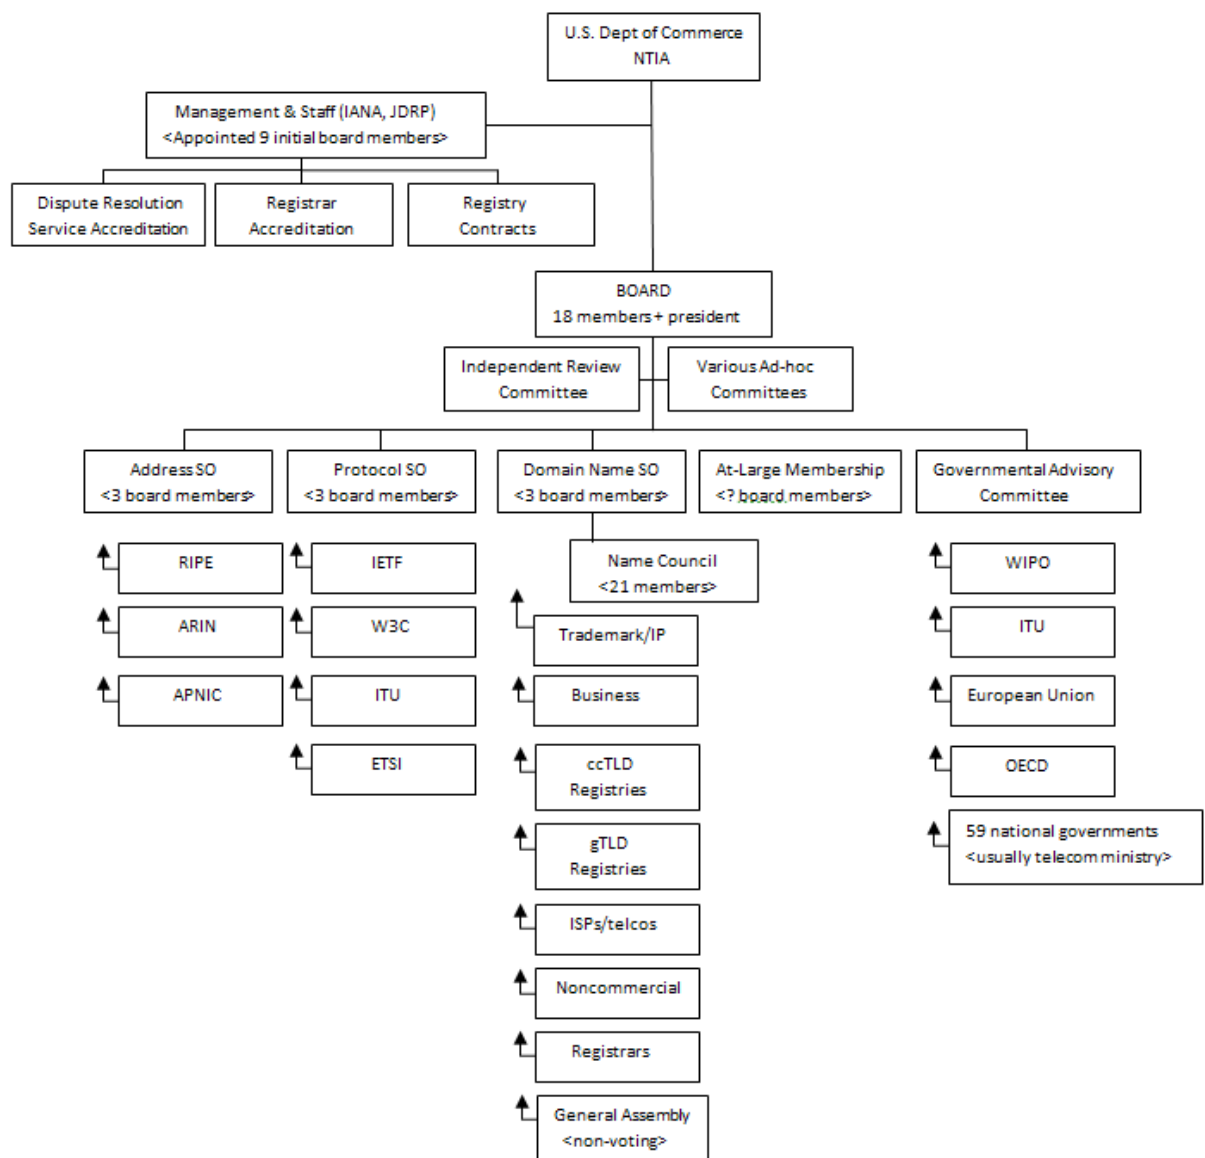 U.S. Dept of Commerce
NTIA
Management & Staff (IANA, JDRP)
<Appointed 9 initial board members>
Dispute Resolution
Service Accreditation
Registrar
Accreditation
Registry
Contracts
BOARD
18 members + president
Independent Review
Committee
Various Ad-hoc
Committees
Address SO
<3 board members>
Protocol SO
<3 board members>
Domain Name SO
<3 board members>
At-Large Membership
<? board members>
Governmental Advisory
Committee
RIPE
ARIN
APNIC
IETF
W3C
ITU
ETSI
Name Council
<21 members>
Trademark/IP
Business
ccTLD
Registries
gTLD
Registries
ISPs/telcos
Noncommercial
Registrars
General Assembly
<non-voting>
WIPO
ITU
European Union
OECD
59 national governments
<usually telecom ministry>